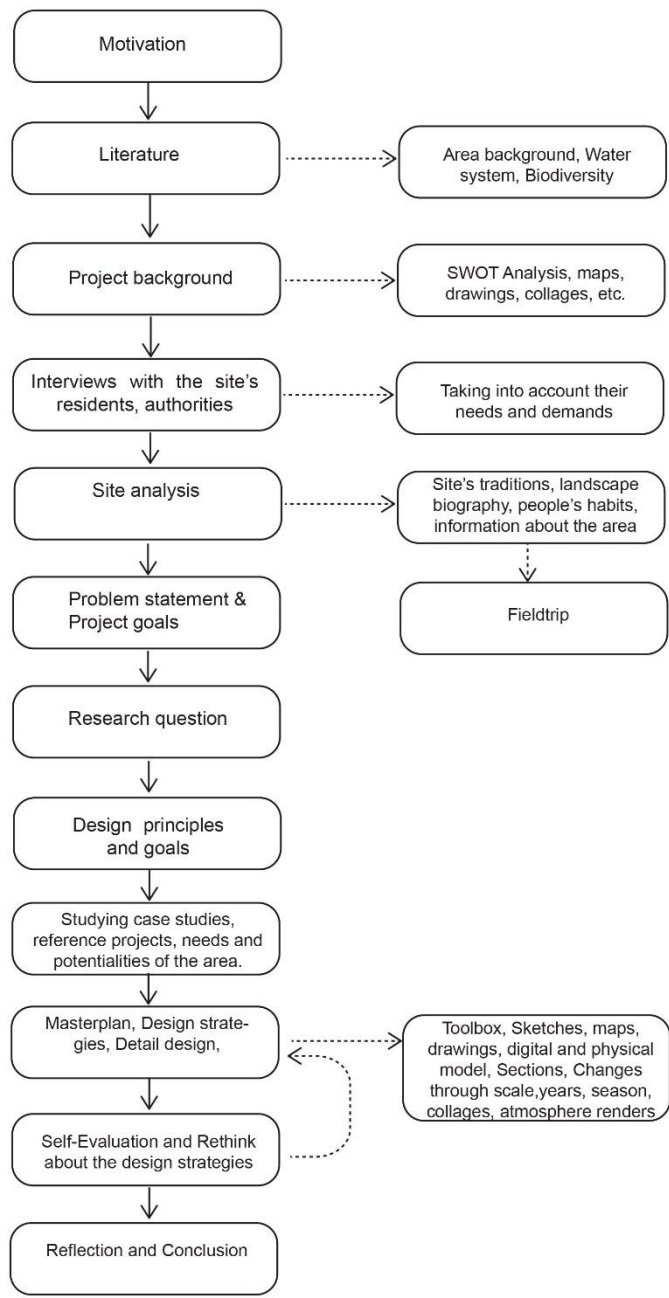 Motivation
Literature
Area background, Water
system, Biodiversity
Project background
SWOT Analysis, maps,
drawings, collages, etc.
Interviews with the site's
residents, authorities
Taking into account their
needs and demands
Site analysis
Site's traditions, landscape
biography, people's habits,
information about the area
Problem statement &
Project goals
Fieldtrip
Research question
Design principles
and goals
Studying case studies,
reference projects, needs and
potentialities of the area.
Masterplan, Design strate-
gies, Detail design,
Toolbox, Sketches, maps,
drawings, digital and physical
model, Sections, Changes
through scale,years, season,
collages, atmosphere renders
Self-Evaluation and Rethink
about the design strategies
Reflection and Conclusion